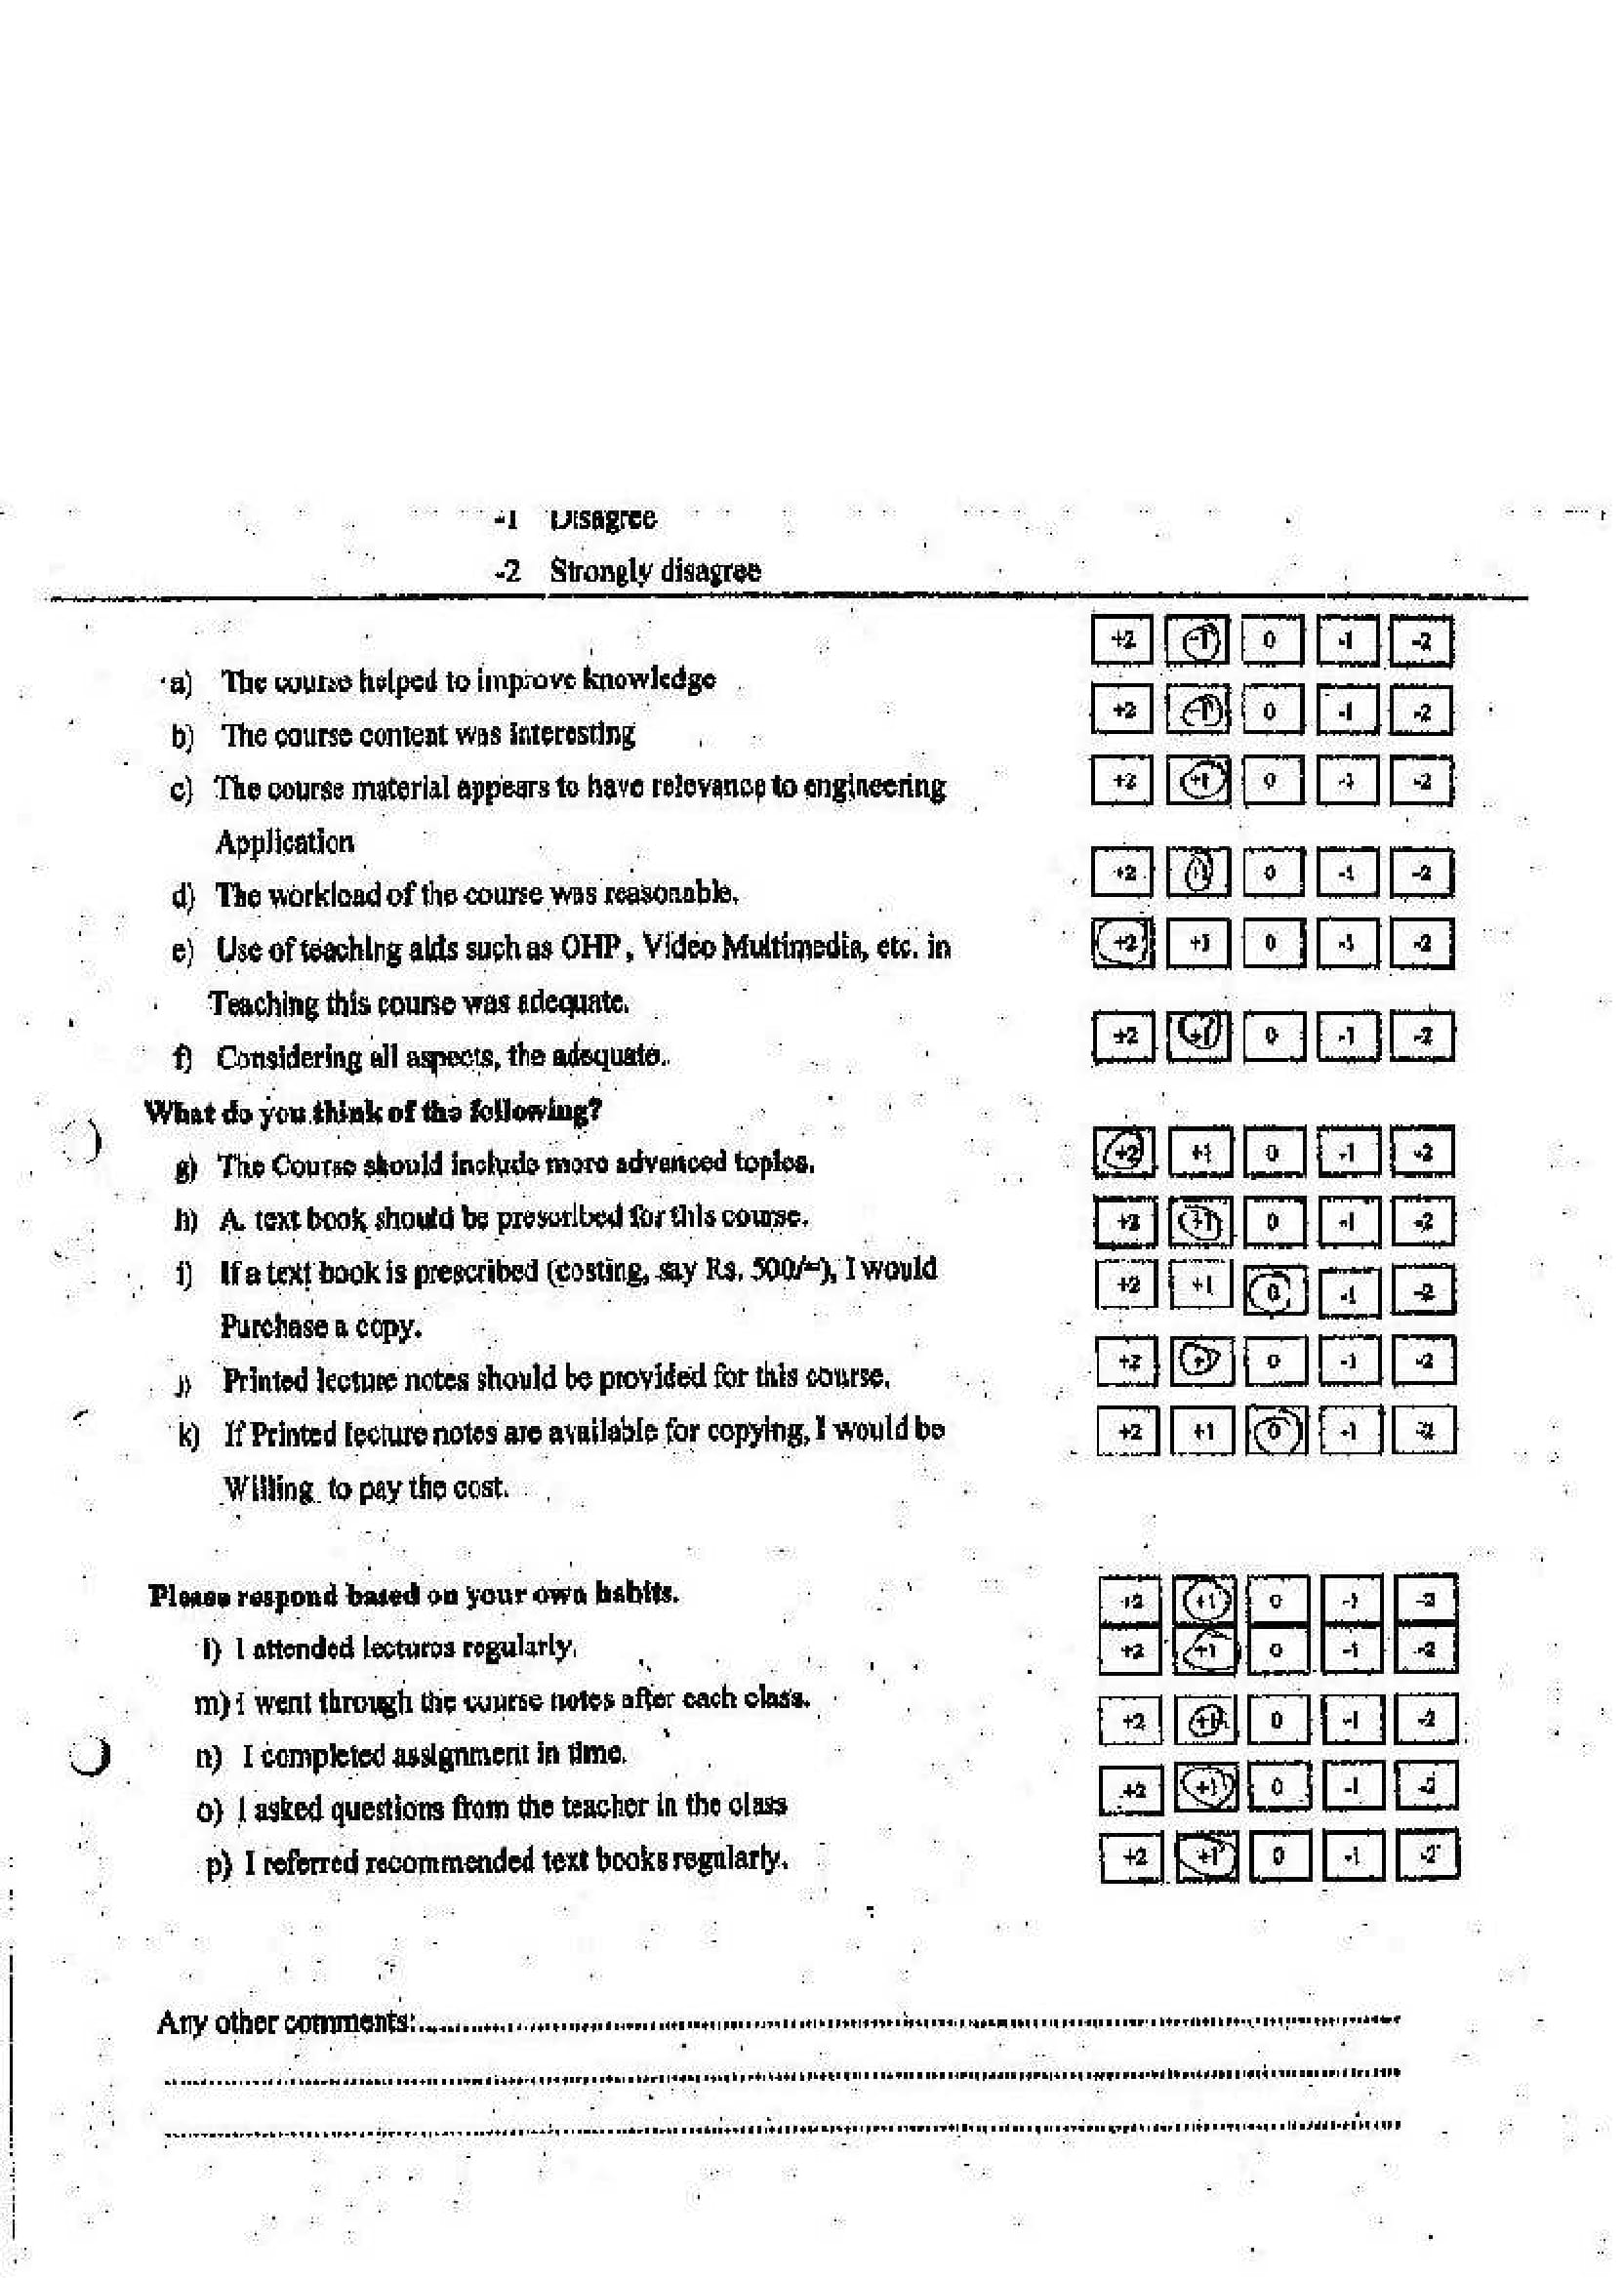 -1 Disagree
-2 Strongly disagree
+2 +1 0 -1 -2
a) The course helped to improve knowledge
+2 +1 0 -1 -2
b) The course content was interesting
+2 +1 0 -1 -2
c) The course material appears to have relevance to engineering
Application
+2 +1 0 -1 -2
d) The workload of the course was reasonable.
+2 +1 0 -1 -2
e) Use of teaching aids such as OHP, Video Multimedia, etc. in
Teaching this course was adequate.
+2 +1 0 -1 -2
f) Considering all aspects, the adequate.
What do you think of the following?
+2 +1 0 -1 -2
g) The Course should include more advanced topics.
+2 +1 0 -1 -2
h) A text book should be prescribed for this course.
i) If a text book is prescribed (costing, say Rs. 500/=), I would
+2 +1 0 -1 -2
Purchase a copy.
+2 +1 0 -1 -2
j) Printed lecture notes should be provided for this course.
+2 +1 0 -1 -2
k) If Printed lecture notes are available for copying, I would be
Willing to pay the cost.
Please respond based on your own habits.
+2 +1 0 -1 -2
l) I attended lectures regularly.
+2 +1 0 -1 -2
m) I went through the course notes after each class.
+2 +1 0 -1 -2
n) I completed assignment in time.
+2 +1 0 -1 -2
o) I asked questions from the teacher in the class
+2 +1 0 -1 -2
p) I referred recommended text books regularly.
Any other comments: